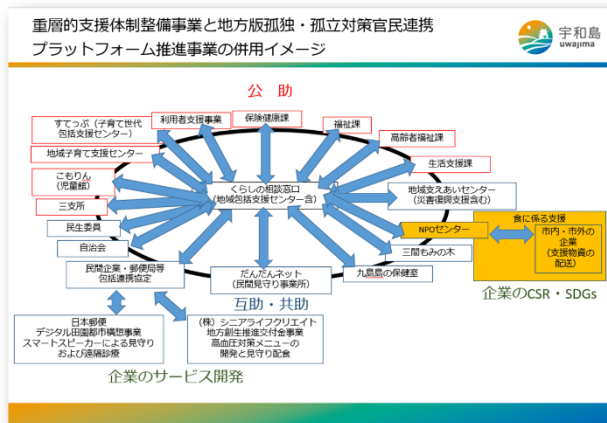 重層的支援体制整備事業と地方版孤独・孤立対策官民連携
プラットフォーム推進事業の併用イメージ
宇和島
uwajima
公 助
すてっぷ（子育て世代
包括支援センター）
利用者支援事業
保険健康課
福祉課
高齢者福祉課
生活支援課
地域子育て支援センター
こもりん
（児童館）
三支所
民生委員
自治会
民間企業・郵便局等
包括連携協定
くらしの相談窓口
（地域包括支援センター含）
地域支えあいセンター
（災害復興支援含む）
NPOセンター
三間もみの木
九島島の保健室
だんだんネット
（民間見守り事業所）
互助・共助
食に係る支援
市内・市外の
企業
（支援物資の
配送）
企業のCSR・SDGs
日本郵便
デジタル田園都市構想事業
スマートスピーカーによる見守り
および遠隔診療
（株）シニアライフクリエイト
地方創生推進交付金事業
高血圧対策メニューの
開発と見守り配食
企業のサービス開発